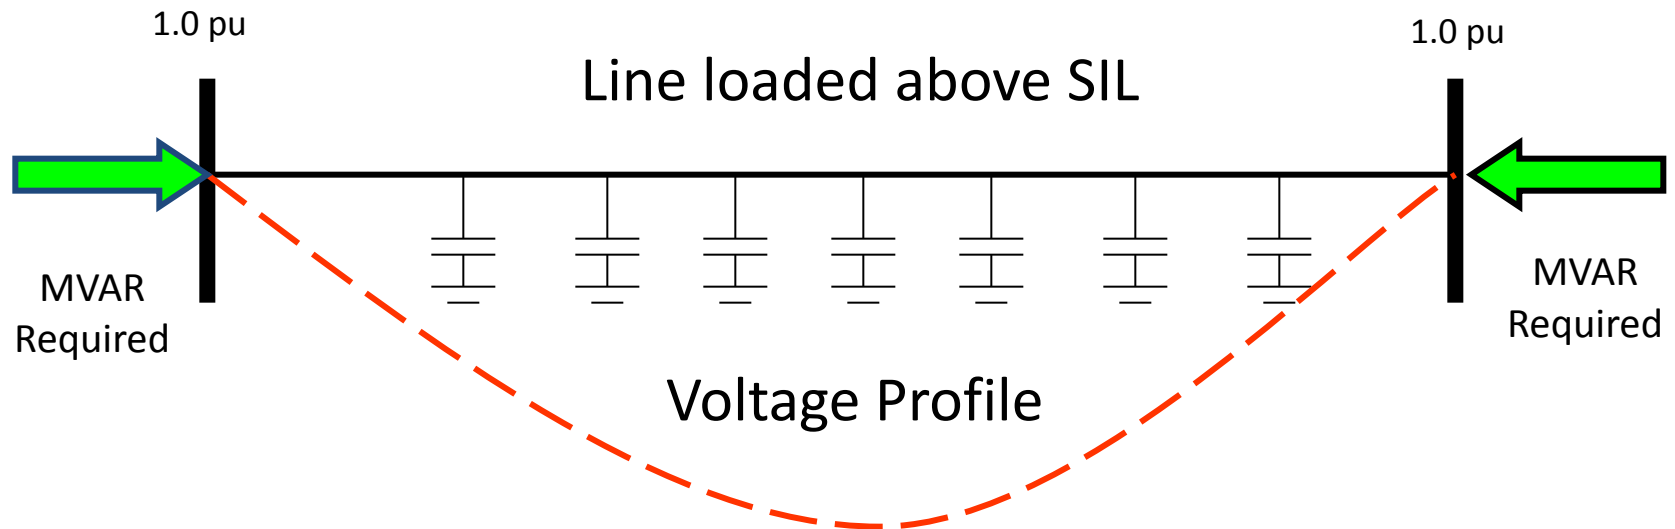 1.0 pu
1.0 pu
Line loaded above SIL
MVAR
Required
MVAR
Required
Voltage Profile